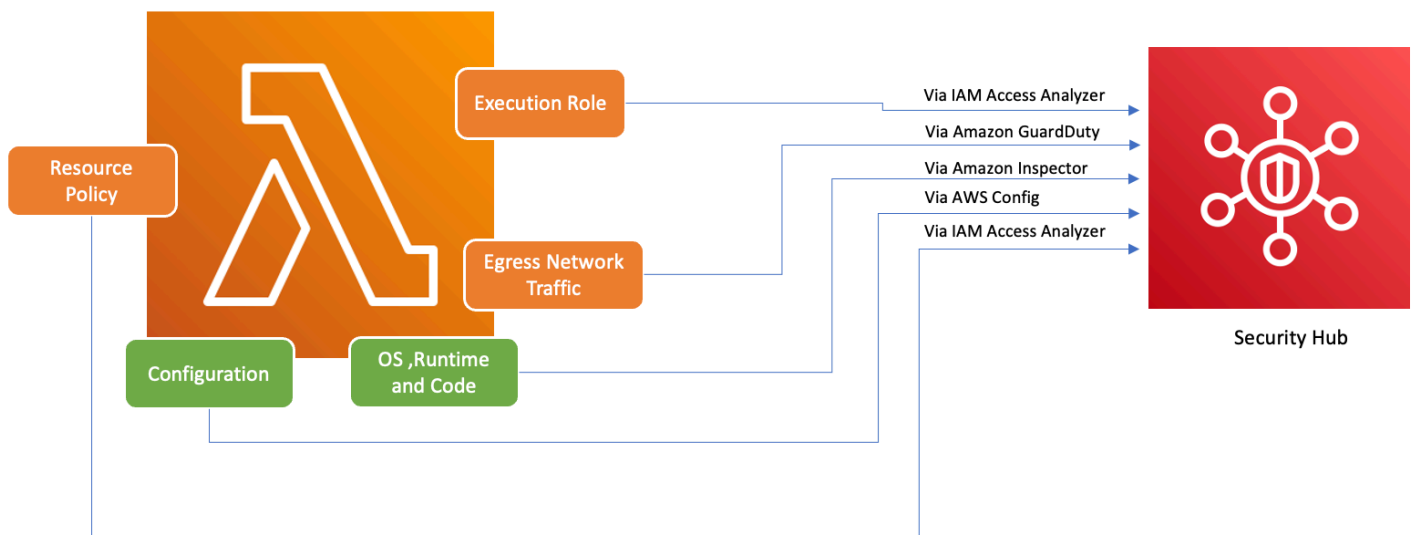 Execution Role
Via IAM Access Analyzer
Via Amazon GuardDuty
Resource
Policy
Via Amazon Inspector
Via AWS Config
Via IAM Access Analyzer
Egress Network
Traffic
Security Hub
Configuration
OS ,Runtime
and Code